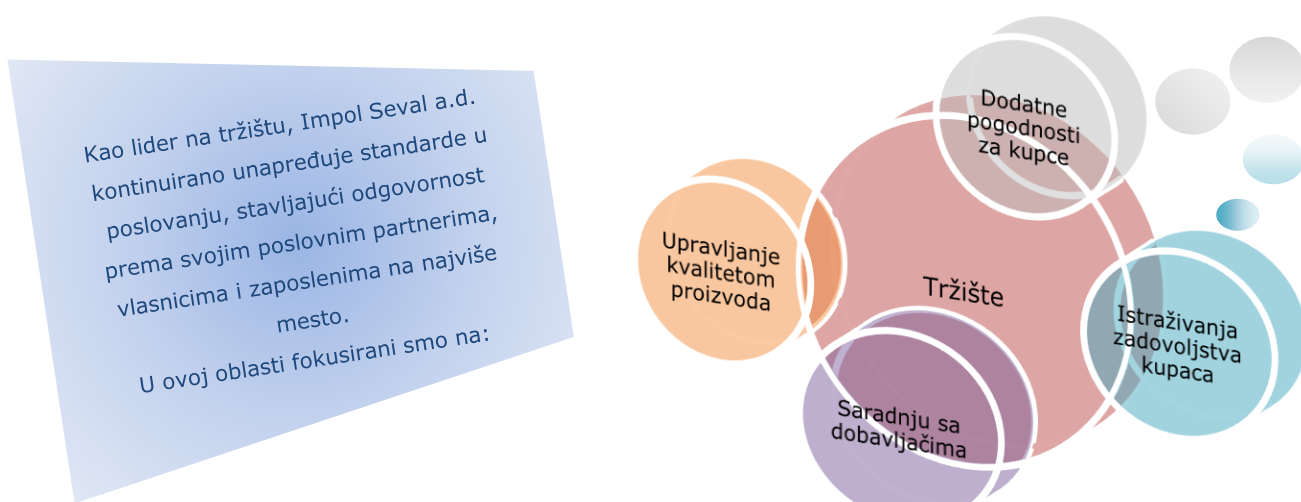 Kao lider na tržištu, Impol Seval a.d.
kontinuirano unapređuje standarde u
poslovanju, stavljajući odgovornost
prema svojim poslovnim partnerima,
vlasnicima i zaposlenima na najviše
mesto.
U ovoj oblasti fokusirani smo na:
Dodatne
pogodnosti
za kupce
Upravljanje
kvalitetom
proizvoda
Tržište
Istraživanja
zadovoljstva
kupaca
Saradnju sa
dobavljačima